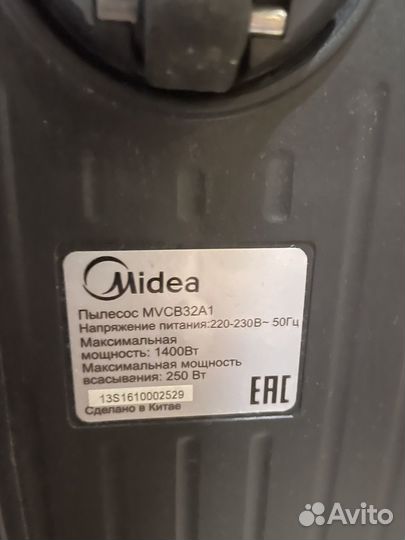 Midea
Пылесос MVCB32A1
Напряжение питания:220-230В~ 50Гц
Максимальная
мощность: 1400Вт
Максимальная мощность
всасывания: 250 Вт
13S1610002529
Сделано в Китае
EAC
Avito